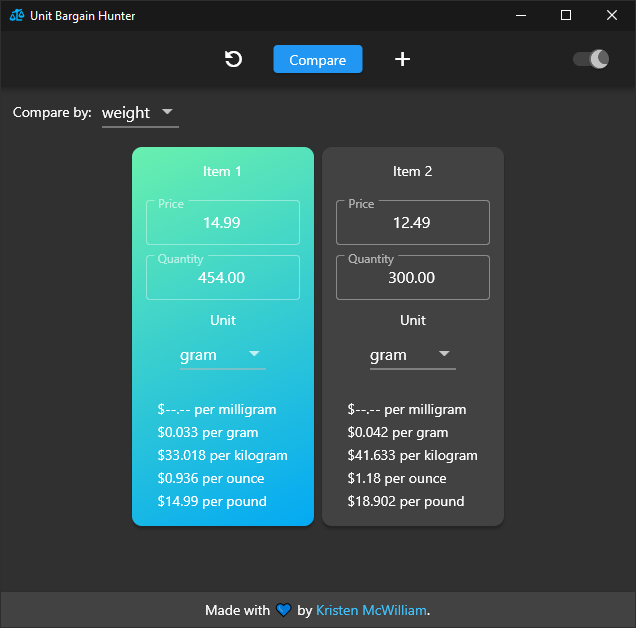 Unit Bargain Hunter
Compare
Compare by: weight
Item 1
Price
14.99
Quantity
454.00
Unit
gram
$--.-- per milligram
$0.033 per gram
$33.018 per kilogram
$0.936 per ounce
$14.99 per pound
Item 2
Price
12.49
Quantity
300.00
Unit
gram
$--.-- per milligram
$0.042 per gram
$41.633 per kilogram
$1.18 per ounce
$18.902 per pound
Made with 💙 by Kristen McWilliam.